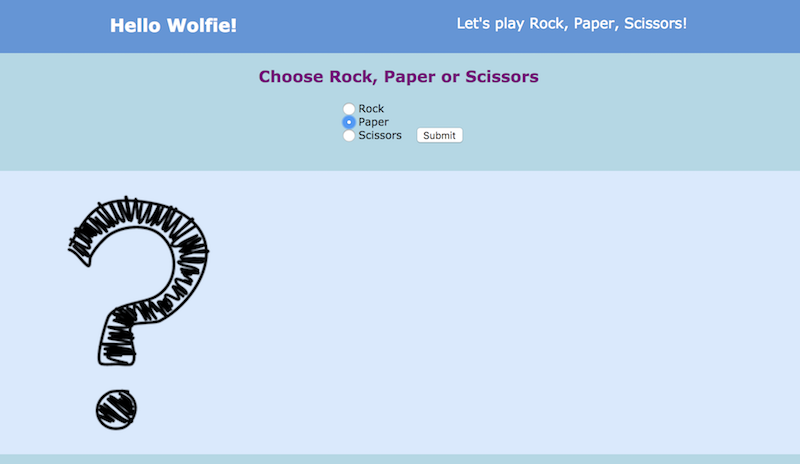 Hello Wolfie!
Let's play Rock, Paper, Scissors!
Choose Rock, Paper or Scissors
Rock
Paper
Scissors
Submit
?